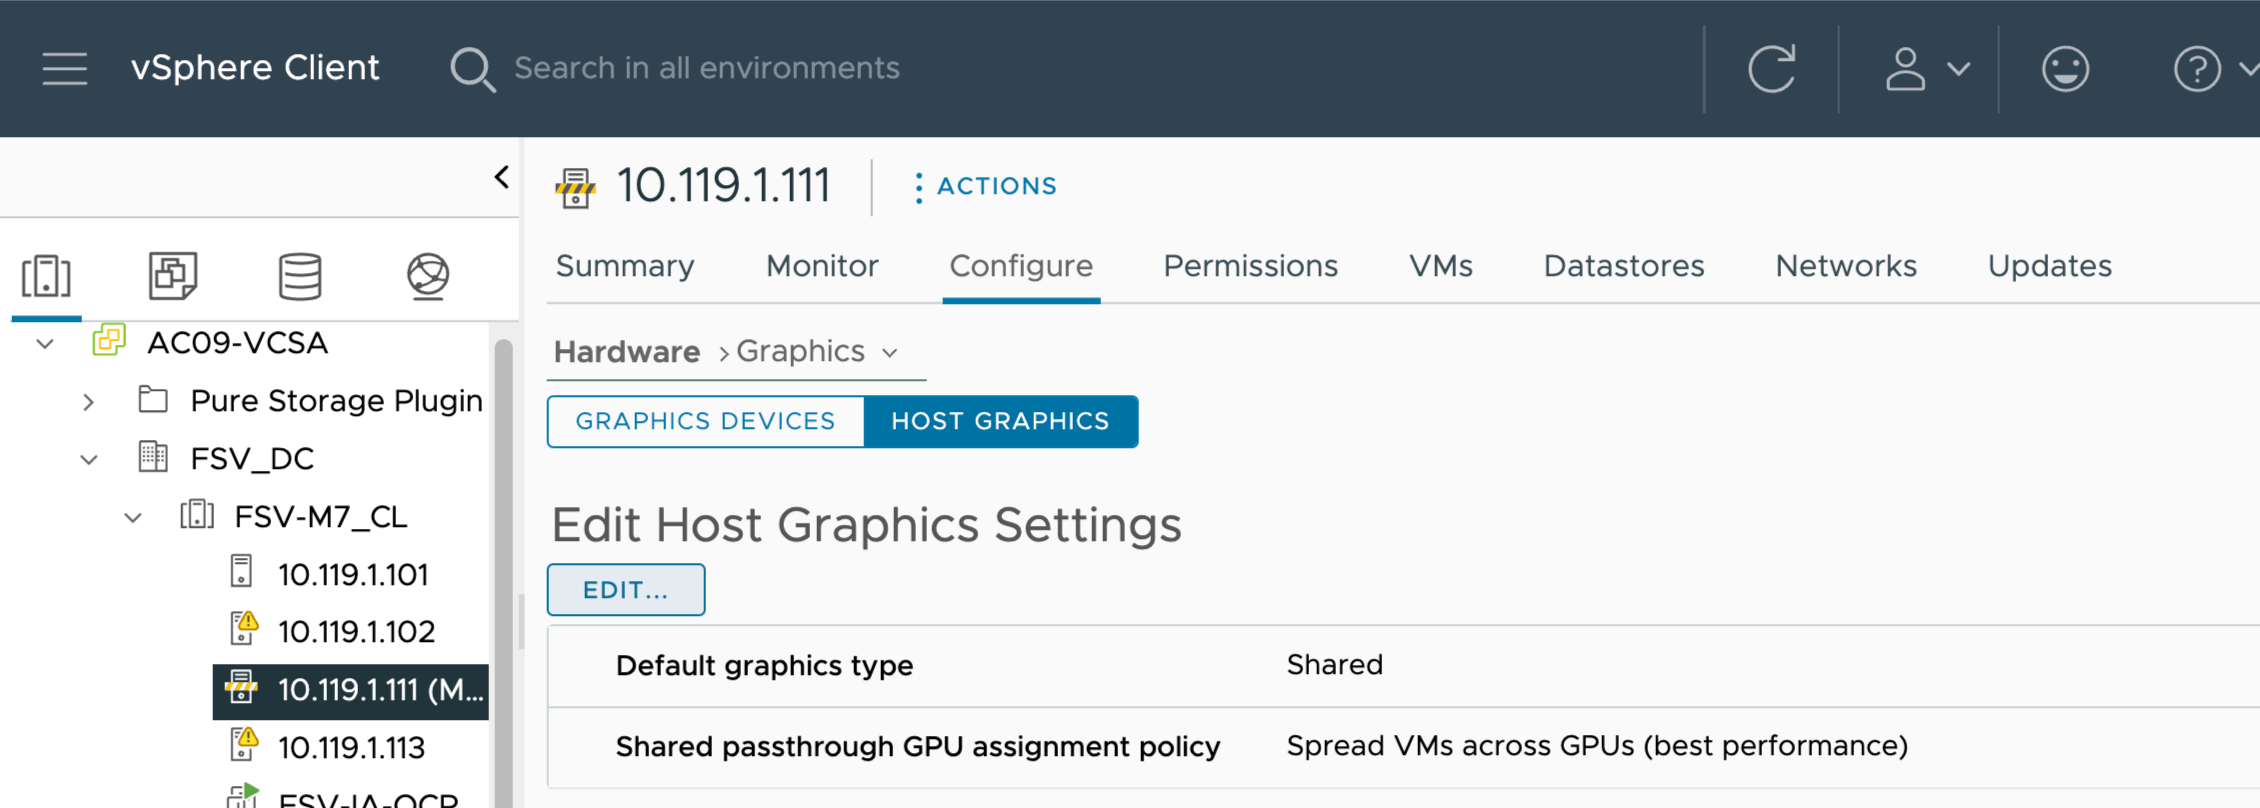 vSphere Client
Search in all environments
AC09-VCSA
Pure Storage Plugin
FSV_DC
FSV-M7_CL
10.119.1.101
10.119.1.102
10.119.1.111 (M...
10.119.1.113
FSV-IA-OCP
10.119.1.111
ACTIONS
Summary Monitor Configure Permissions VMs Datastores Networks Updates
Hardware > Graphics
GRAPHICS DEVICES HOST GRAPHICS
Edit Host Graphics Settings
EDIT...
Default graphics type Shared
Shared passthrough GPU assignment policy Spread VMs across GPUs (best performance)